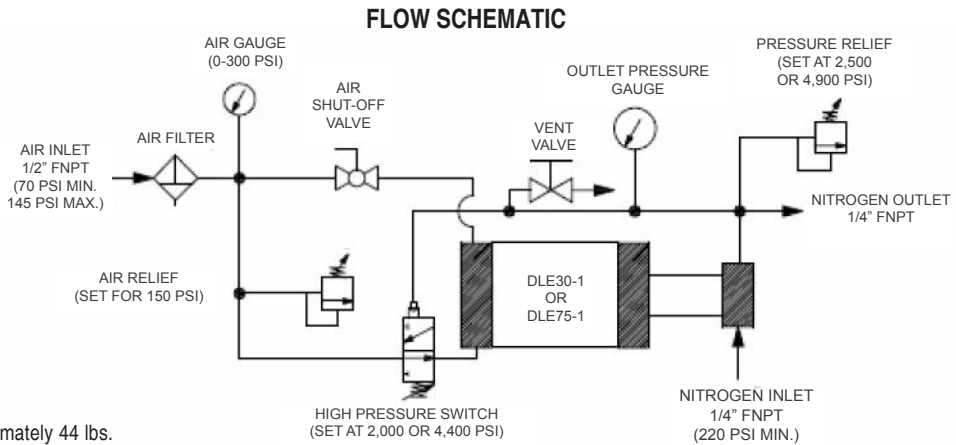 FLOW SCHEMATIC
AIR GAUGE
(0-300 PSI)
PRESSURE RELIEF
(SET AT 2,500
OR 4,900 PSI)
OUTLET PRESSURE
GAUGE
AIR
SHUT-OFF
VALVE
VENT
VALVE
AIR FILTER
AIR INLET
1/2" FNPT
(70 PSI MIN.
145 PSI MAX.)
NITROGEN OUTLET
1/4" FNPT
AIR RELIEF
(SET FOR 150 PSI)
DLE30-1
OR
DLE75-1
HIGH PRESSURE SWITCH
(SET AT 2,000 OR 4,400 PSI)
NITROGEN INLET
1/4" FNPT
(220 PSI MIN.)
mately 44 lbs.